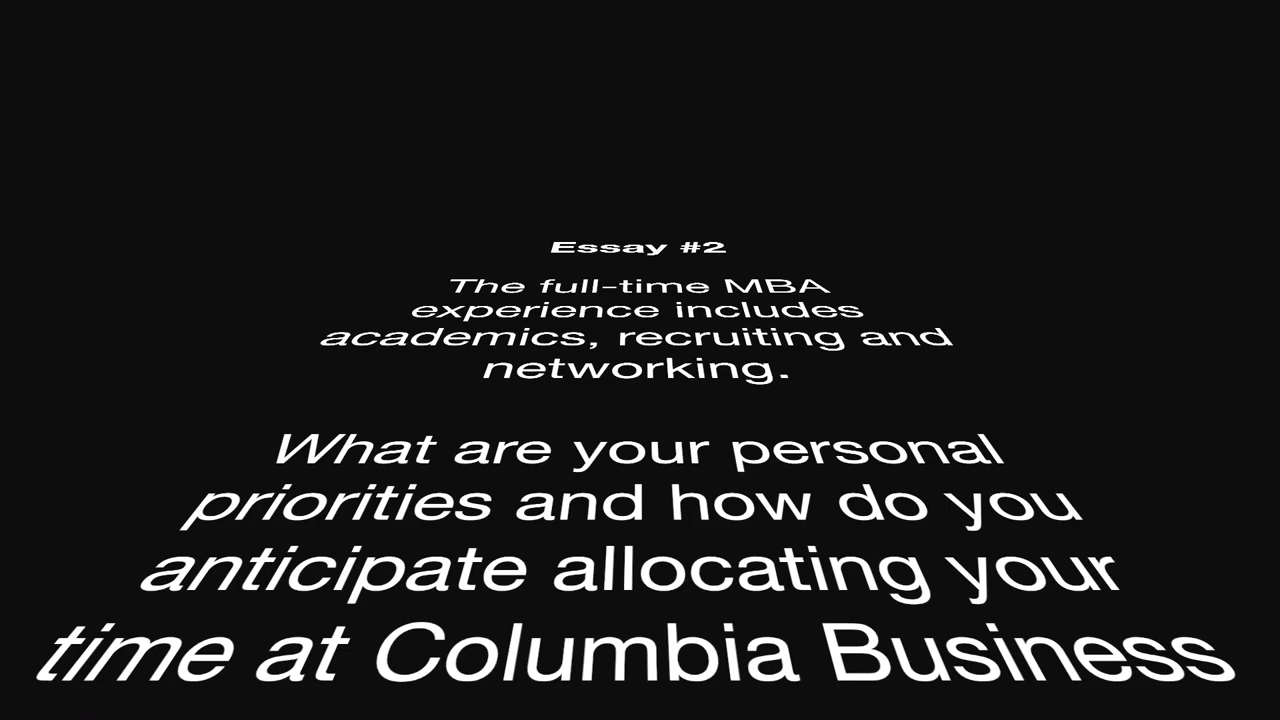 Essay #2
The full-time MBA
experience includes
academics, recruiting and
networking.
What are your personal
priorities and how do you
anticipate allocating your
time at Columbia Business